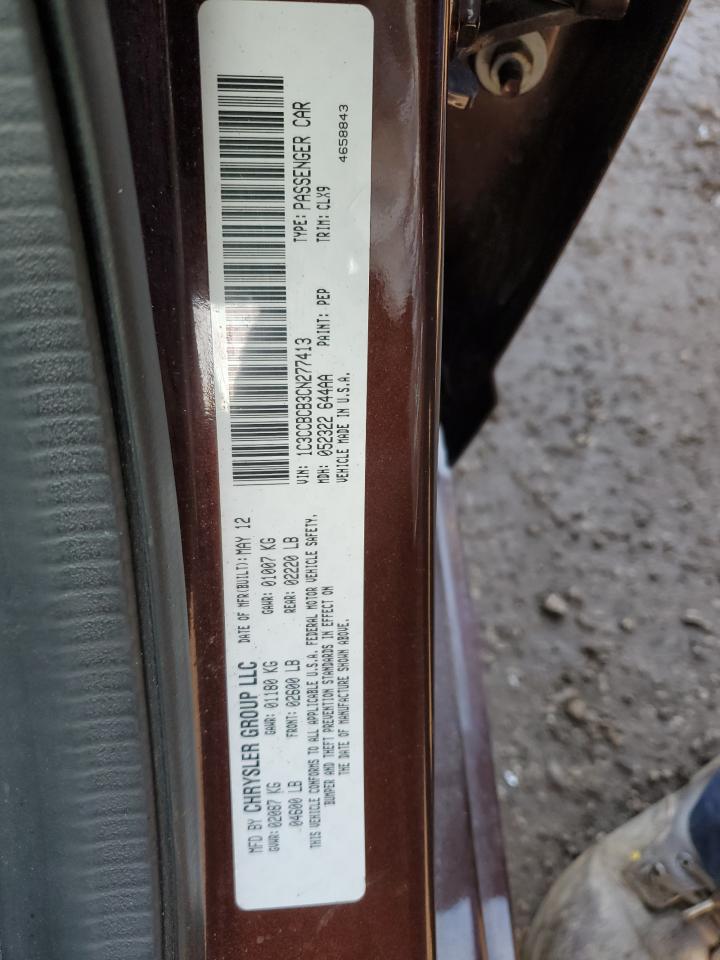 MFD BY CHRYSLER GROUP LLC DATE OF MFR(BUILT): MAY 12
GVWR: 02087 KG GAWR: 01180 KG GAWR: 01007 KG
04600 LB FRONT: 02600 LB REAR: 02220 LB
THIS VEHICLE CONFORMS TO ALL APPLICABLE U.S.A. FEDERAL MOTOR VEHICLE SAFETY,
BUMPER AND THEFT PREVENTION STANDARDS IN EFFECT ON
THE DATE OF MANUFACTURE SHOWN ABOVE.
VIN: 1C3CCBCB3CN277413 TYPE: PASSENGER CAR
MDH: 052322 644AA PAINT: PEP TRIM: CLX9
VEHICLE MADE IN U.S.A.
4658843